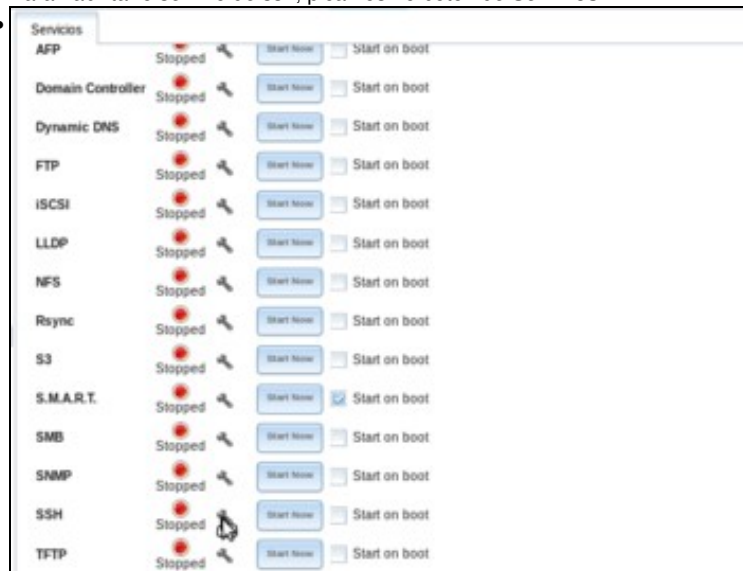 Servicios
AFP Stopped Start Now Start on boot
Domain Controller Stopped Start Now Start on boot
Dynamic DNS Stopped Start Now Start on boot
FTP Stopped Start Now Start on boot
iSCSI Stopped Start Now Start on boot
LLDP Stopped Start Now Start on boot
NFS Stopped Start Now Start on boot
Rsync Stopped Start Now Start on boot
S3 Stopped Start Now Start on boot
S.M.A.R.T. Stopped Start Now Start on boot
SMB Stopped Start Now Start on boot
SNMP Stopped Start Now Start on boot
SSH Stopped Start Now Start on boot
TFTP Stopped Start Now Start on boot